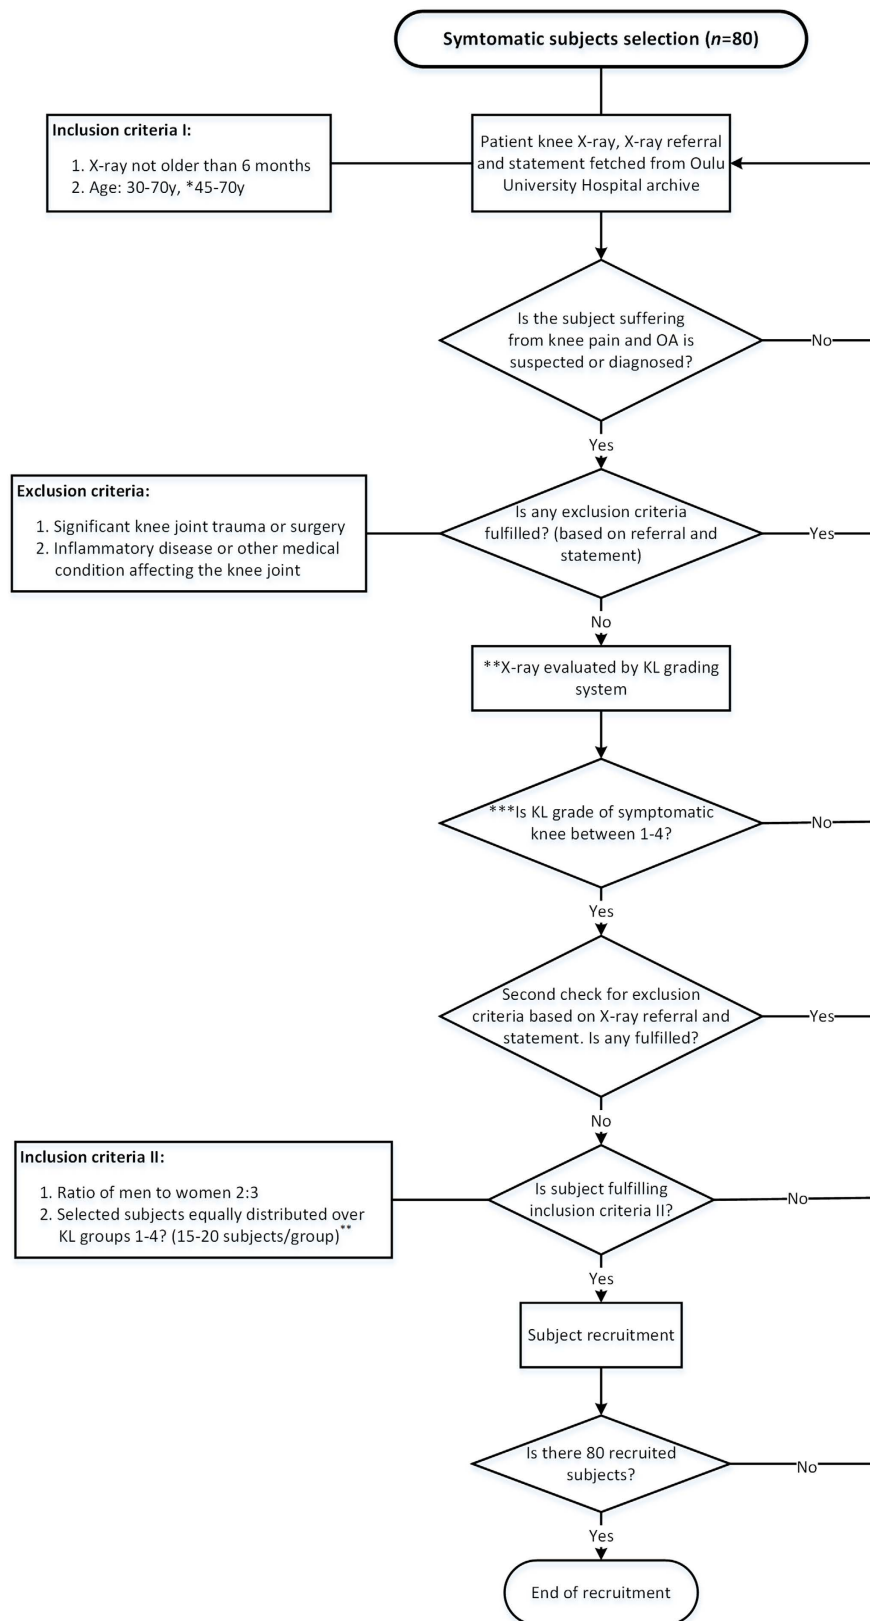 Symtomatic subjects selection (n=80)
Inclusion criteria I:
1. X-ray not older than 6 months
2. Age: 30-70y, *45-70y
Patient knee X-ray, X-ray referral
and statement fetched from Oulu
University Hospital archive
Is the subject suffering
from knee pain and OA is
suspected or diagnosed?
No
Yes
Exclusion criteria:
1. Significant knee joint trauma or surgery
2. Inflammatory disease or other medical
condition affecting the knee joint
Is any exclusion criteria
fulfilled? (based on referral and
statement)
Yes
No
**X-ray evaluated by KL grading
system
***Is KL grade of symptomatic
knee between 1-4?
No
Yes
Second check for exclusion
criteria based on X-ray referral and
statement. Is any fulfilled?
Yes
No
Inclusion criteria II:
1. Ratio of men to women 2:3
2. Selected subjects equally distributed over
KL groups 1-4? (15-20 subjects/group)**
Is subject fulfilling
inclusion criteria II?
No
Yes
Subject recruitment
Is there 80 recruited
subjects?
No
Yes
End of recruitment